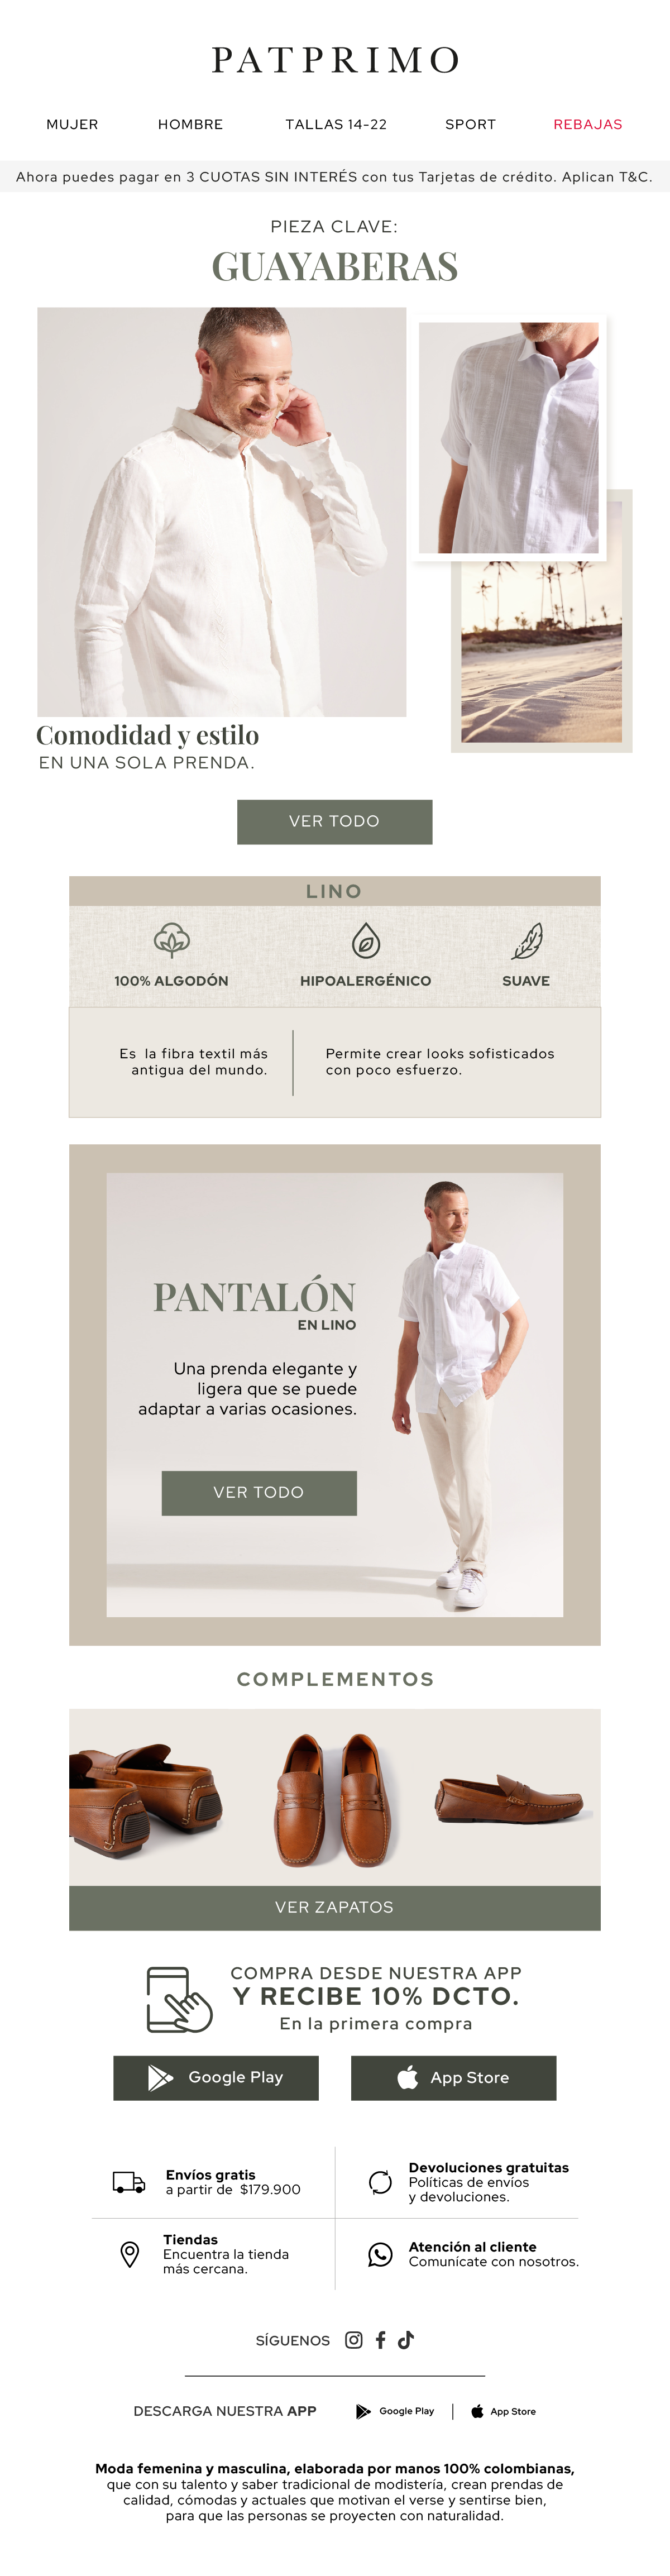 PATPRIMO
MUJER HOMBRE TALLAS 14-22 SPORT REBAJAS
Ahora puedes pagar en 3 CUOTAS SIN INTERÉS con tus Tarjetas de crédito. Aplican T&C.
PIEZA CLAVE:
GUAYABERAS
Comodidad y estilo
EN UNA SOLA PRENDA.
VER TODO
LINO
100% ALGODÓN HIPOALERGÉNICO SUAVE
Es la fibra textil más
antigua del mundo.
Permite crear looks sofisticados
con poco esfuerzo.
PANTALÓN
EN LINO
Una prenda elegante y
ligera que se puede
adaptar a varias ocasiones.
VER TODO
COMPLEMENTOS
VER ZAPATOS
COMPRA DESDE NUESTRA APP
Y RECIBE 10% DCTO.
En la primera compra
Google Play App Store
Envíos gratis
a partir de $179.900
Devoluciones gratuitas
Políticas de envíos
y devoluciones.
Tiendas
Encuentra la tienda
más cercana.
Atención al cliente
Comunícate con nosotros.
SÍGUENOS
DESCARGA NUESTRA APP Google Play | App Store
Moda femenina y masculina, elaborada por manos 100% colombianas,
que con su talento y saber tradicional de modistería, crean prendas de
calidad, cómodas y actuales que motivan el verse y sentirse bien,
para que las personas se proyecten con naturalidad.